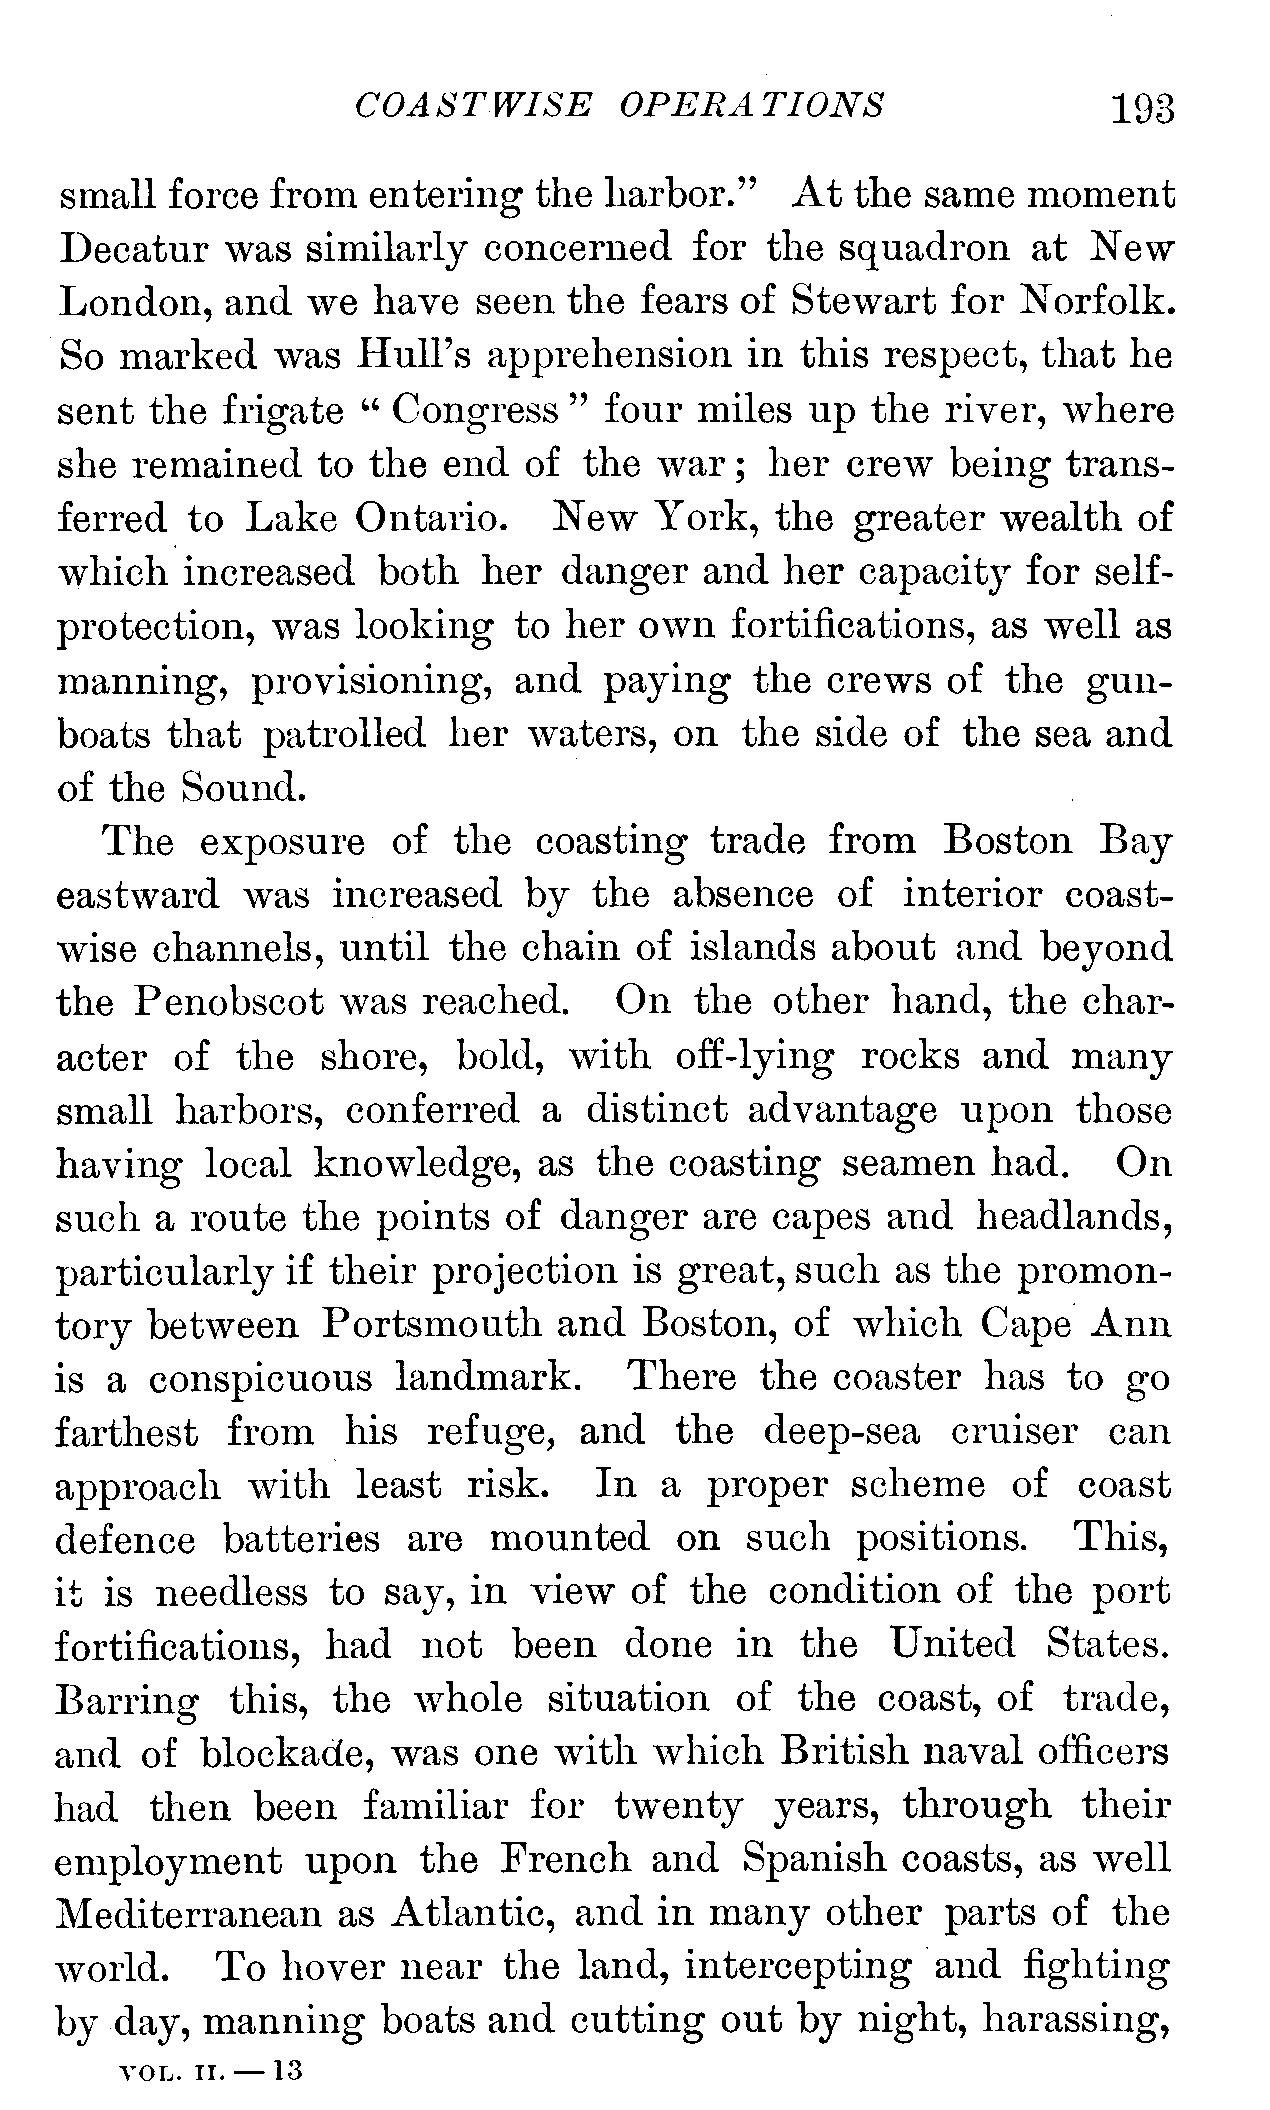 COASTWISE OPERATIONS 193
small force from entering the harbor.” At the same moment
Decatur was similarly concerned for the squadron at New
London, and we have seen the fears of Stewart for Norfolk.
So marked was Hull’s apprehension in this respect, that he
sent the frigate “ Congress ” four miles up the river, where
she remained to the end of the war ; her crew being trans-
ferred to Lake Ontario. New York, the greater wealth of
which increased both her danger and her capacity for self-
protection, was looking to her own fortifications, as well as
manning, provisioning, and paying the crews of the gun-
boats that patrolled her waters, on the side of the sea and
of the Sound.
The exposure of the coasting trade from Boston Bay
eastward was increased by the absence of interior coast-
wise channels, until the chain of islands about and beyond
the Penobscot was reached. On the other hand, the char-
acter of the shore, bold, with off-lying rocks and many
small harbors, conferred a distinct advantage upon those
having local knowledge, as the coasting seamen had. On
such a route the points of danger are capes and headlands,
particularly if their projection is great, such as the promon-
tory between Portsmouth and Boston, of which Cape Ann
is a conspicuous landmark. There the coaster has to go
farthest from his refuge, and the deep-sea cruiser can
approach with least risk. In a proper scheme of coast
defence batteries are mounted on such positions. This,
it is needless to say, in view of the condition of the port
fortifications, had not been done in the United States.
Barring this, the whole situation of the coast, of trade,
and of blockade, was one with which British naval officers
had then been familiar for twenty years, through their
employment upon the French and Spanish coasts, as well
Mediterranean as Atlantic, and in many other parts of the
world. To hover near the land, intercepting and fighting
by day, manning boats and cutting out by night, harassing,
VOL. II. — 13